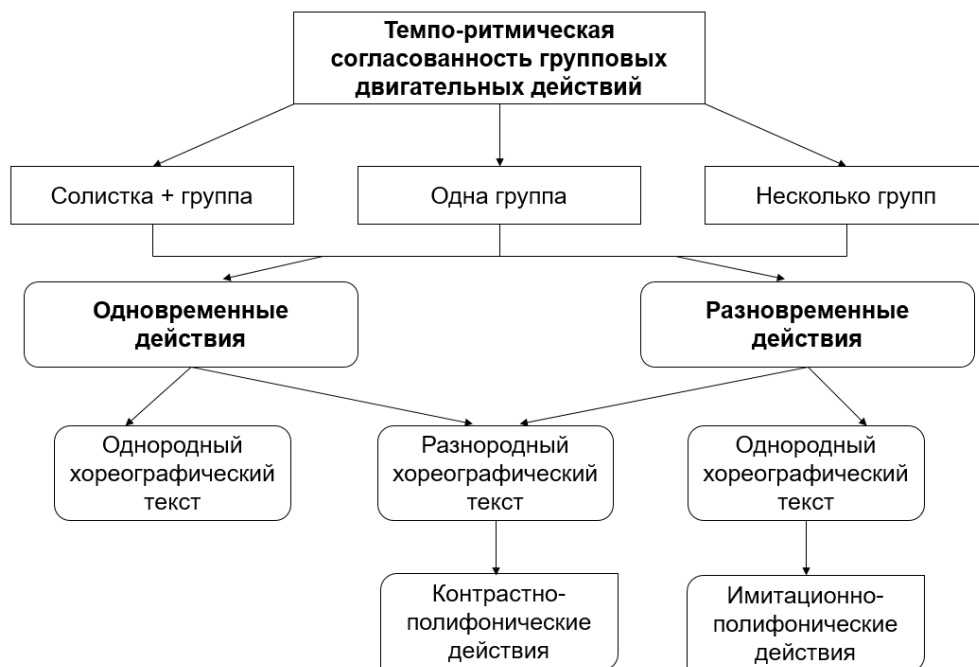 Темпо-ритмическая
согласованность групповых
двигательных действий
Солистка + группа
Одна группа
Несколько групп
Одновременные
действия
Разновременные
действия
Однородный
хореографический
текст
Разнородный
хореографический
текст
Однородный
хореографический
текст
Контрастно-
полифонические
действия
Имитационно-
полифонические
действия